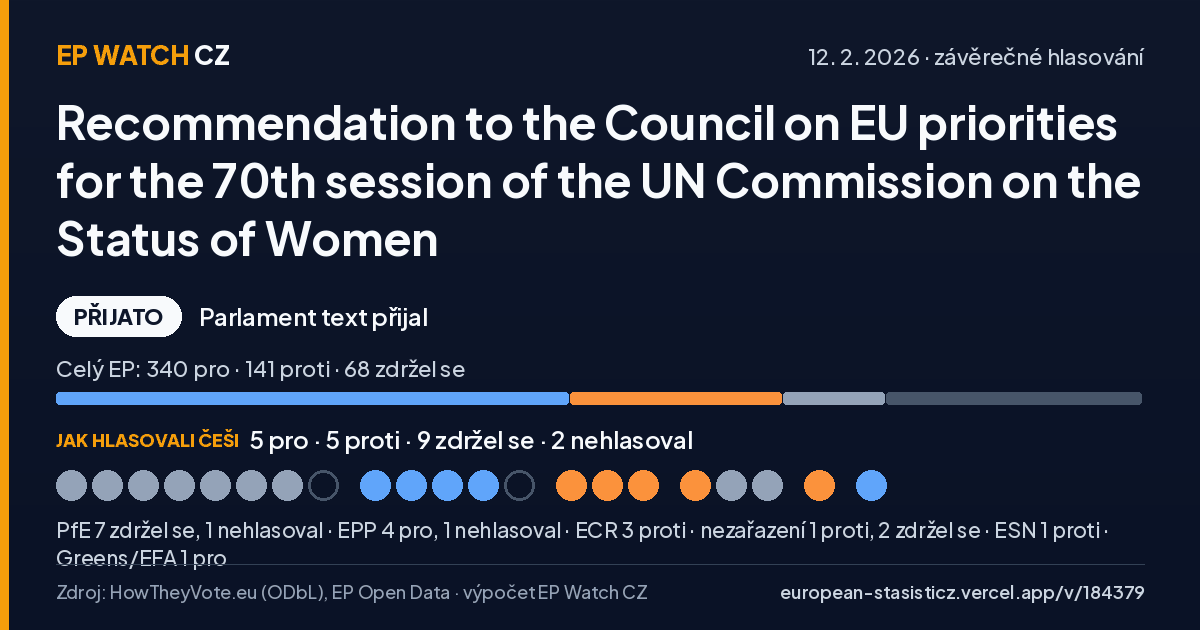 EP WATCH CZ
12. 2. 2026 · závěrečné hlasování
Recommendation to the Council on EU priorities
for the 70th session of the UN Commission on the
Status of Women
PŘIJATO Parlament text přijal
Celý EP: 340 pro · 141 proti · 68 zdržel se
JAK HLASOVALI ČEŠI 5 pro · 5 proti · 9 zdržel se · 2 nehlasoval
PfE 7 zdržel se, 1 nehlasoval · EPP 4 pro, 1 nehlasoval · ECR 3 proti · nezařazení 1 proti, 2 zdržel se · ESN 1 proti ·
Greens/EFA 1 pro
Zdroj: HowTheyVote.eu (ODbL), EP Open Data · výpočet EP Watch CZ
european-stasisticz.vercel.app/v/184379